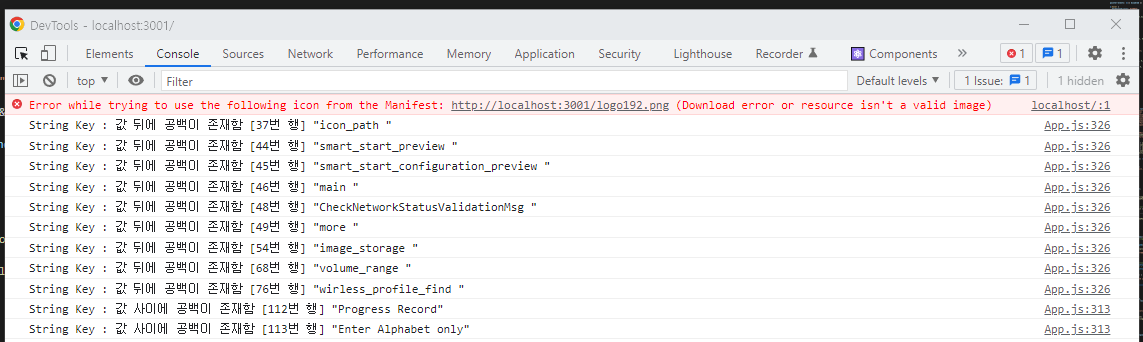 DevTools - localhost:3001/
Elements Console Sources Network Performance Memory Application Security Lighthouse Recorder Components » 1 1
top Filter Default levels 1 Issue: 1 1 hidden
Error while trying to use the following icon from the Manifest: http://localhost:3001/logo192.png (Download error or resource isn't a valid image) localhost/:1
String Key : 값 뒤에 공백이 존재함 [37번 행] "icon_path " App.js:326
String Key : 값 뒤에 공백이 존재함 [44번 행] "smart_start_preview " App.js:326
String Key : 값 뒤에 공백이 존재함 [45번 행] "smart_start_configuration_preview " App.js:326
String Key : 값 뒤에 공백이 존재함 [46번 행] "main " App.js:326
String Key : 값 뒤에 공백이 존재함 [48번 행] "CheckNetworkStatusValidationMsg " App.js:326
String Key : 값 뒤에 공백이 존재함 [49번 행] "more " App.js:326
String Key : 값 뒤에 공백이 존재함 [54번 행] "image_storage " App.js:326
String Key : 값 뒤에 공백이 존재함 [68번 행] "volume_range " App.js:326
String Key : 값 뒤에 공백이 존재함 [76번 행] "wirless_profile_find " App.js:326
String Key : 값 사이에 공백이 존재함 [112번 행] "Progress Record" App.js:313
String Key : 값 사이에 공백이 존재함 [113번 행] "Enter Alphabet only" App.js:313